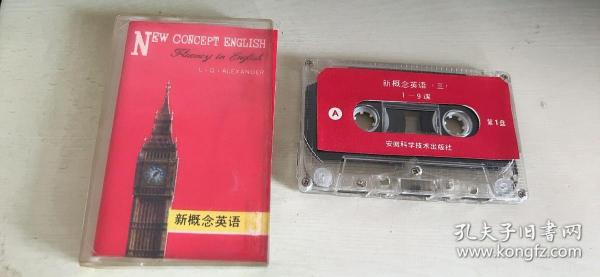 NEW CONCEPT ENGLISH
Fluency in English
L·G·ALEXANDER
新概念英语
新概念英语(三)
1－9课
A
第1盘
安徽科学技术出版社
孔夫子旧书网
www.kongfz.com